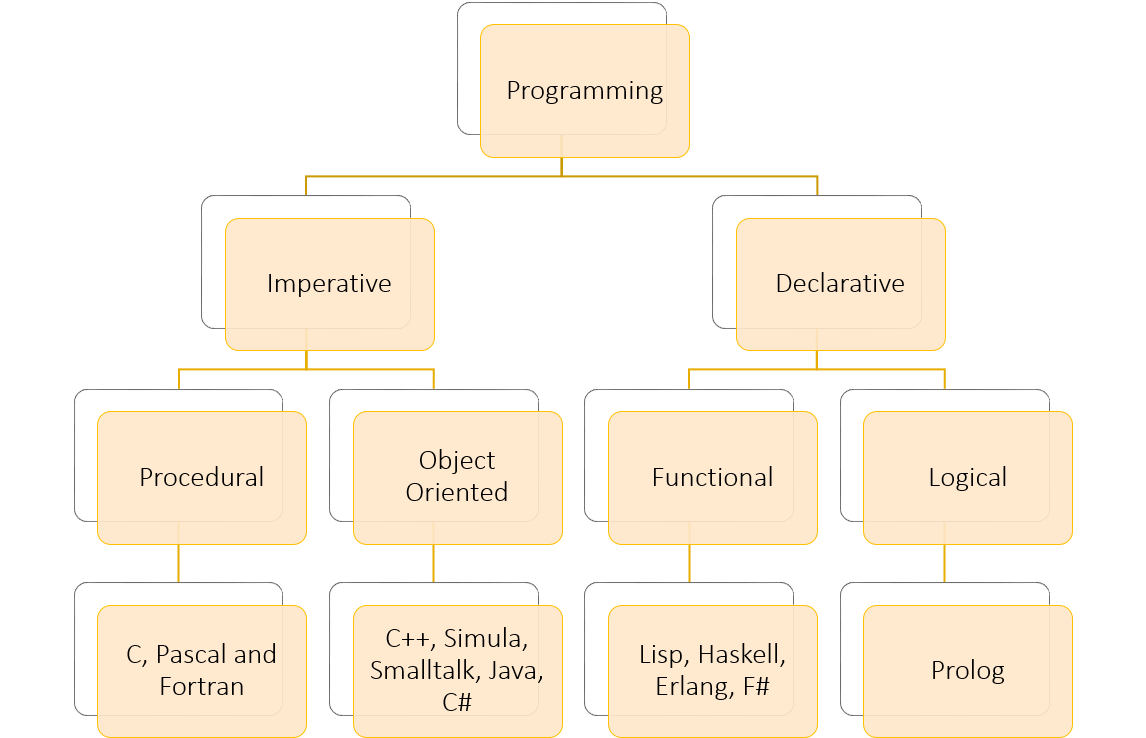 Programming
Imperative
Declarative
Procedural
Object
Oriented
Functional
Logical
C, Pascal and
Fortran
C++, Simula,
Smalltalk, Java,
C#
Lisp, Haskell,
Erlang, F#
Prolog